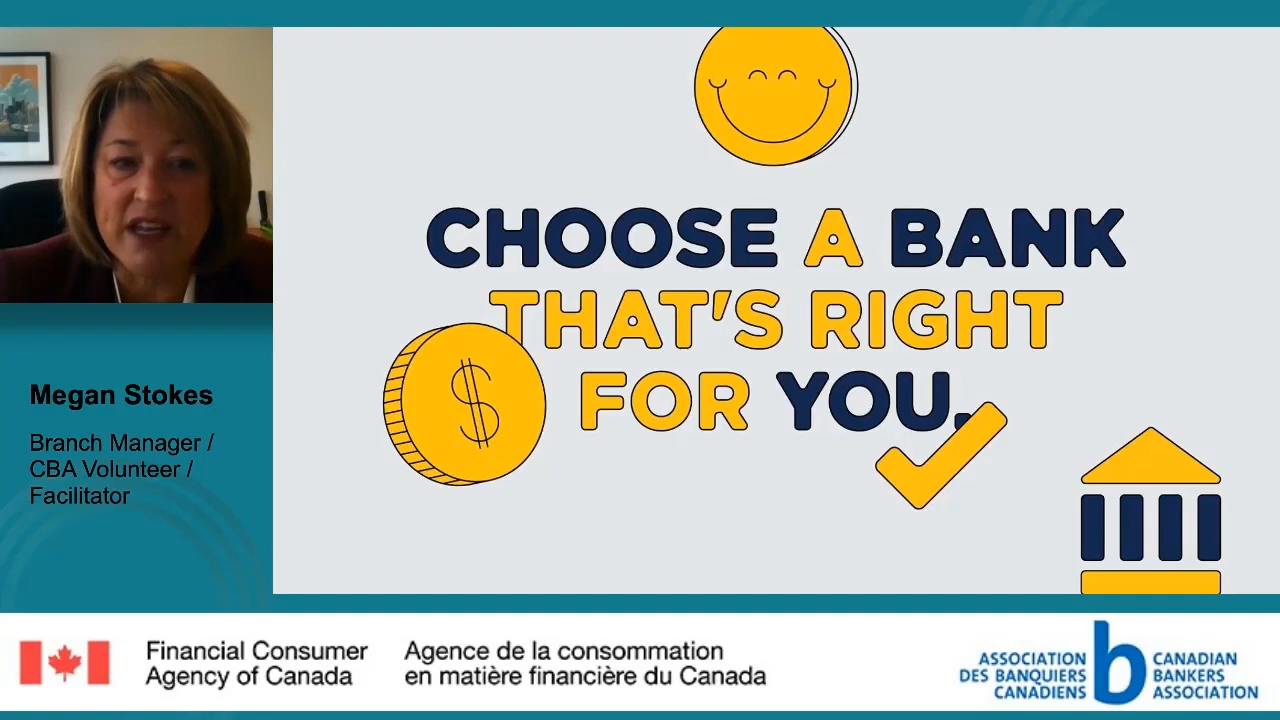 CHOOSE A BANK
THAT'S RIGHT
FOR YOU.
$
Megan Stokes
Branch Manager /
CBA Volunteer /
Facilitator
Financial Consumer
Agency of Canada
Agence de la consommation
en matière financière du Canada
ASSOCIATION
DES BANQUIERS
CANADIENS
b
CANADIAN
BANKERS
ASSOCIATION